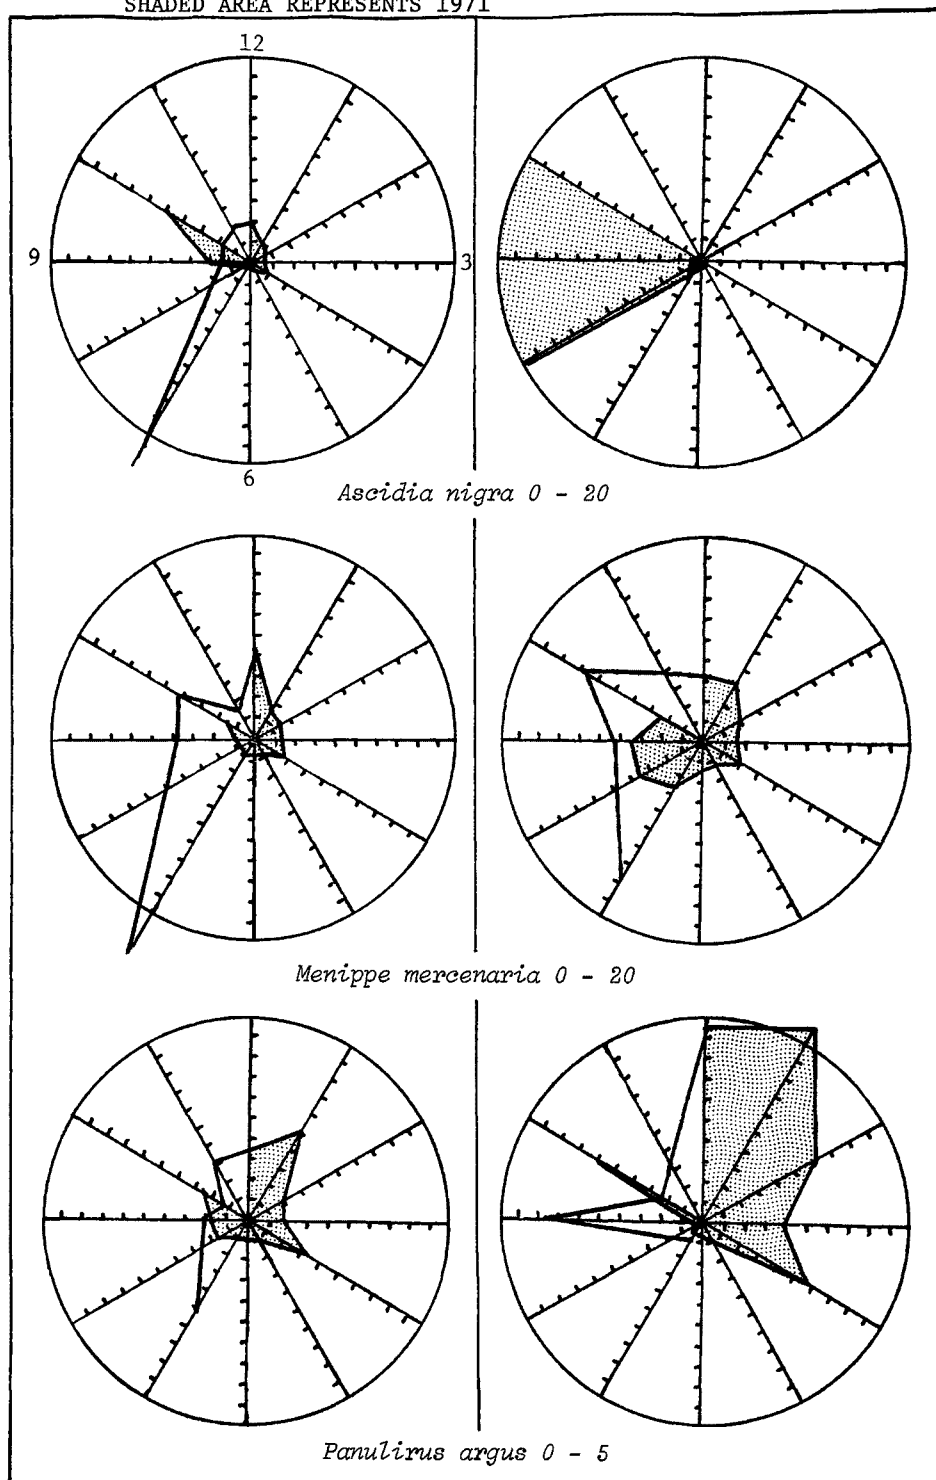 SHADED AREA REPRESENTS 1971
12
9
3
6
Ascidia nigra 0 - 20
Menippe mercenaria 0 - 20
Panulirus argus 0 - 5